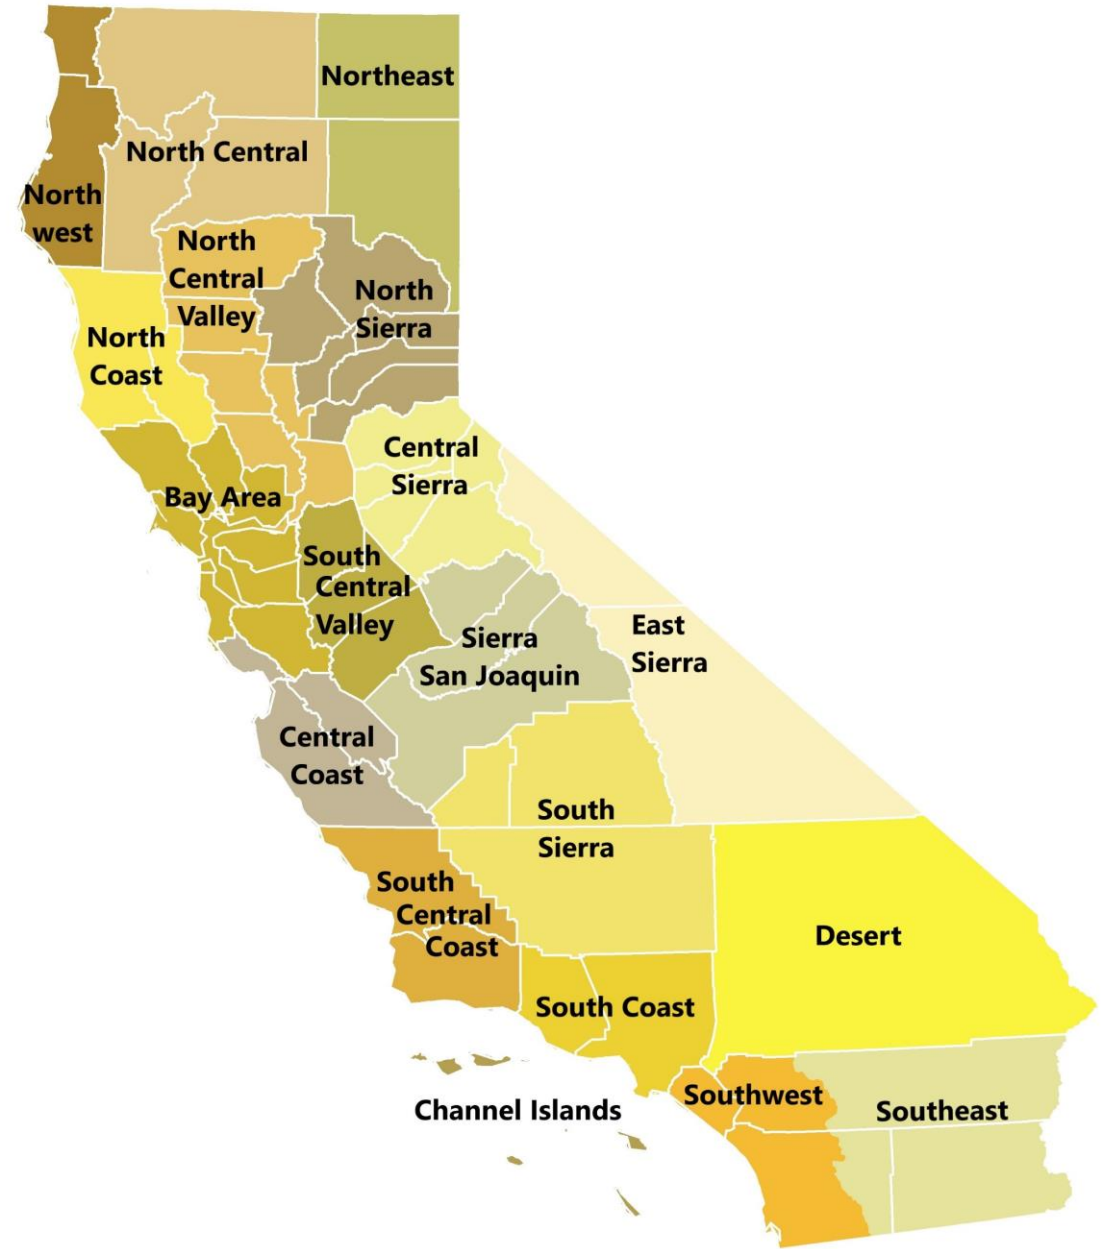 Northeast
North Central
North
west
North
Central
Valley
North
Sierra
North
Coast
Central
Sierra
Bay Area
South
Central
Valley
East
Sierra
Sierra
San Joaquin
Central
Coast
South
Sierra
South
Central
Coast
Desert
South Coast
Southwest
Southeast
Channel Islands